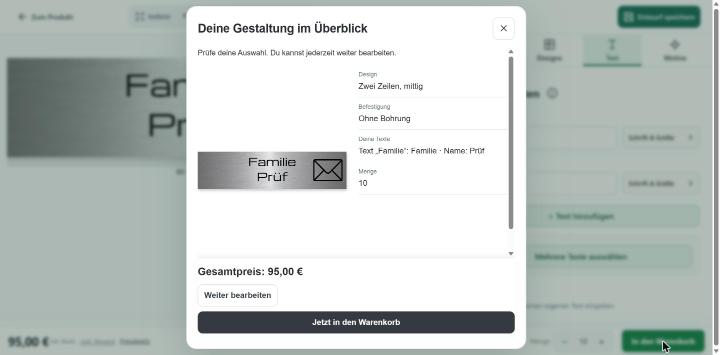 Zum Produkt
Deine Gestaltung im Überblick
Entwurf speichern
Prüfe deine Auswahl. Du kannst jederzeit weiter bearbeiten.
Designs
Text
Motive
Design
Zwei Zeilen, mittig
Befestigung
Ohne Bohrung
Deine Texte
Text „Familie“: Familie · Name: Prüf
Menge
10
Familie
Prüf
Schrift & Größe
Schrift & Größe
+ Text hinzufügen
Mehrere Texte auswählen
Gesamtpreis: 95,00 €
Weiter bearbeiten
Jetzt in den Warenkorb
95,00 €
Menge
10
In den Warenkorb